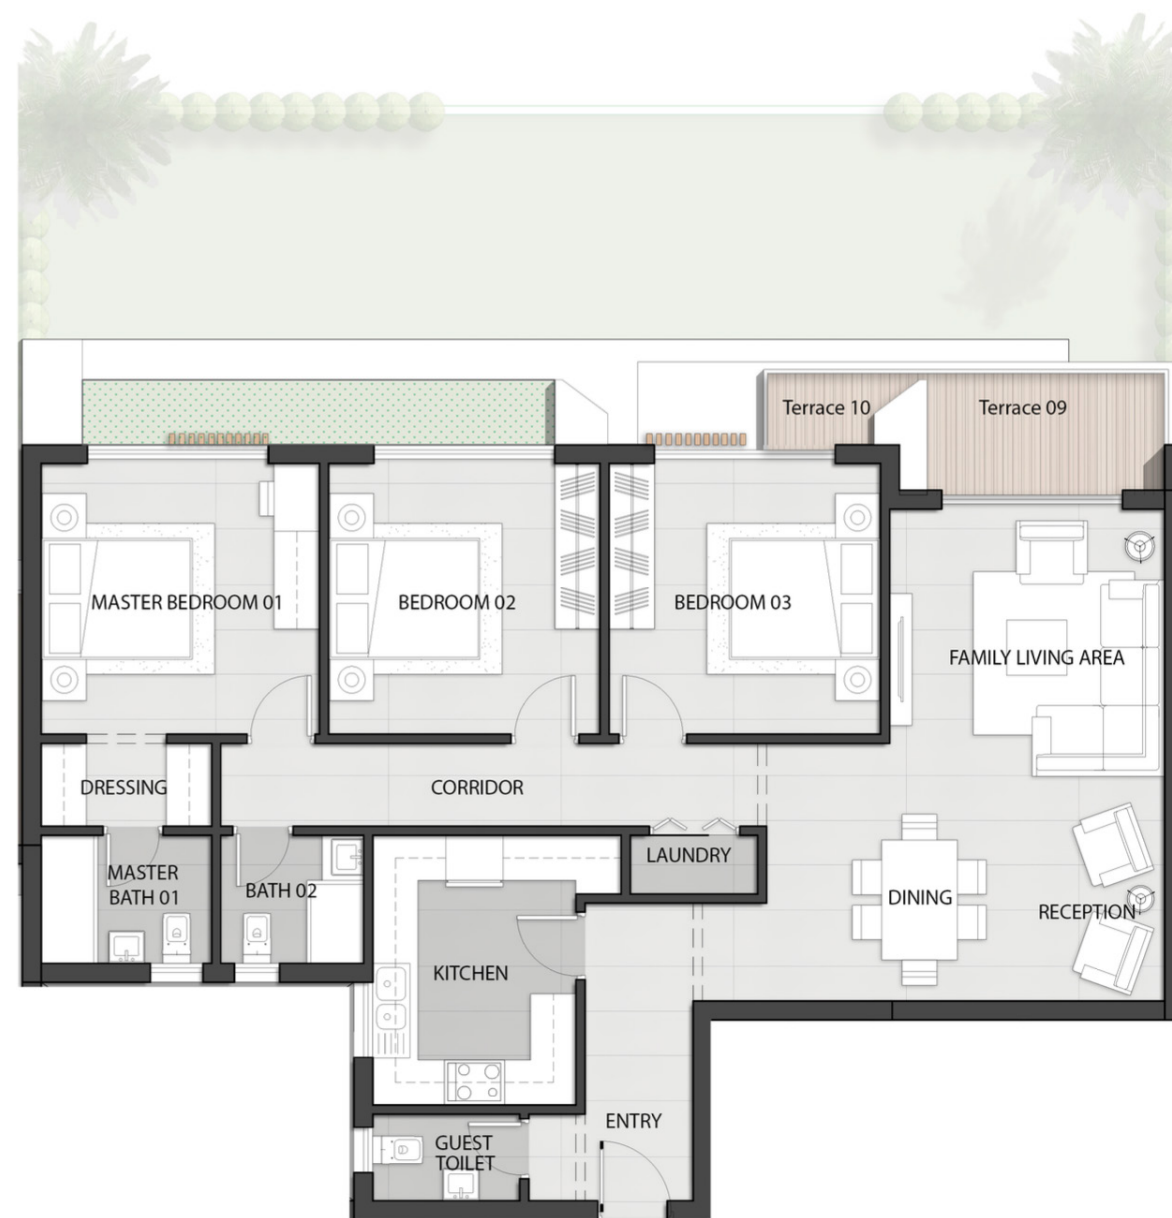 Terrace 10
Terrace 09
MASTER BEDROOM 01
BEDROOM 02
BEDROOM 03
FAMILY LIVING AREA
DRESSING
CORRIDOR
LAUNDRY
MASTER
BATH 01
BATH 02
DINING
RECEPTION
KITCHEN
ENTRY
GUEST
TOILET